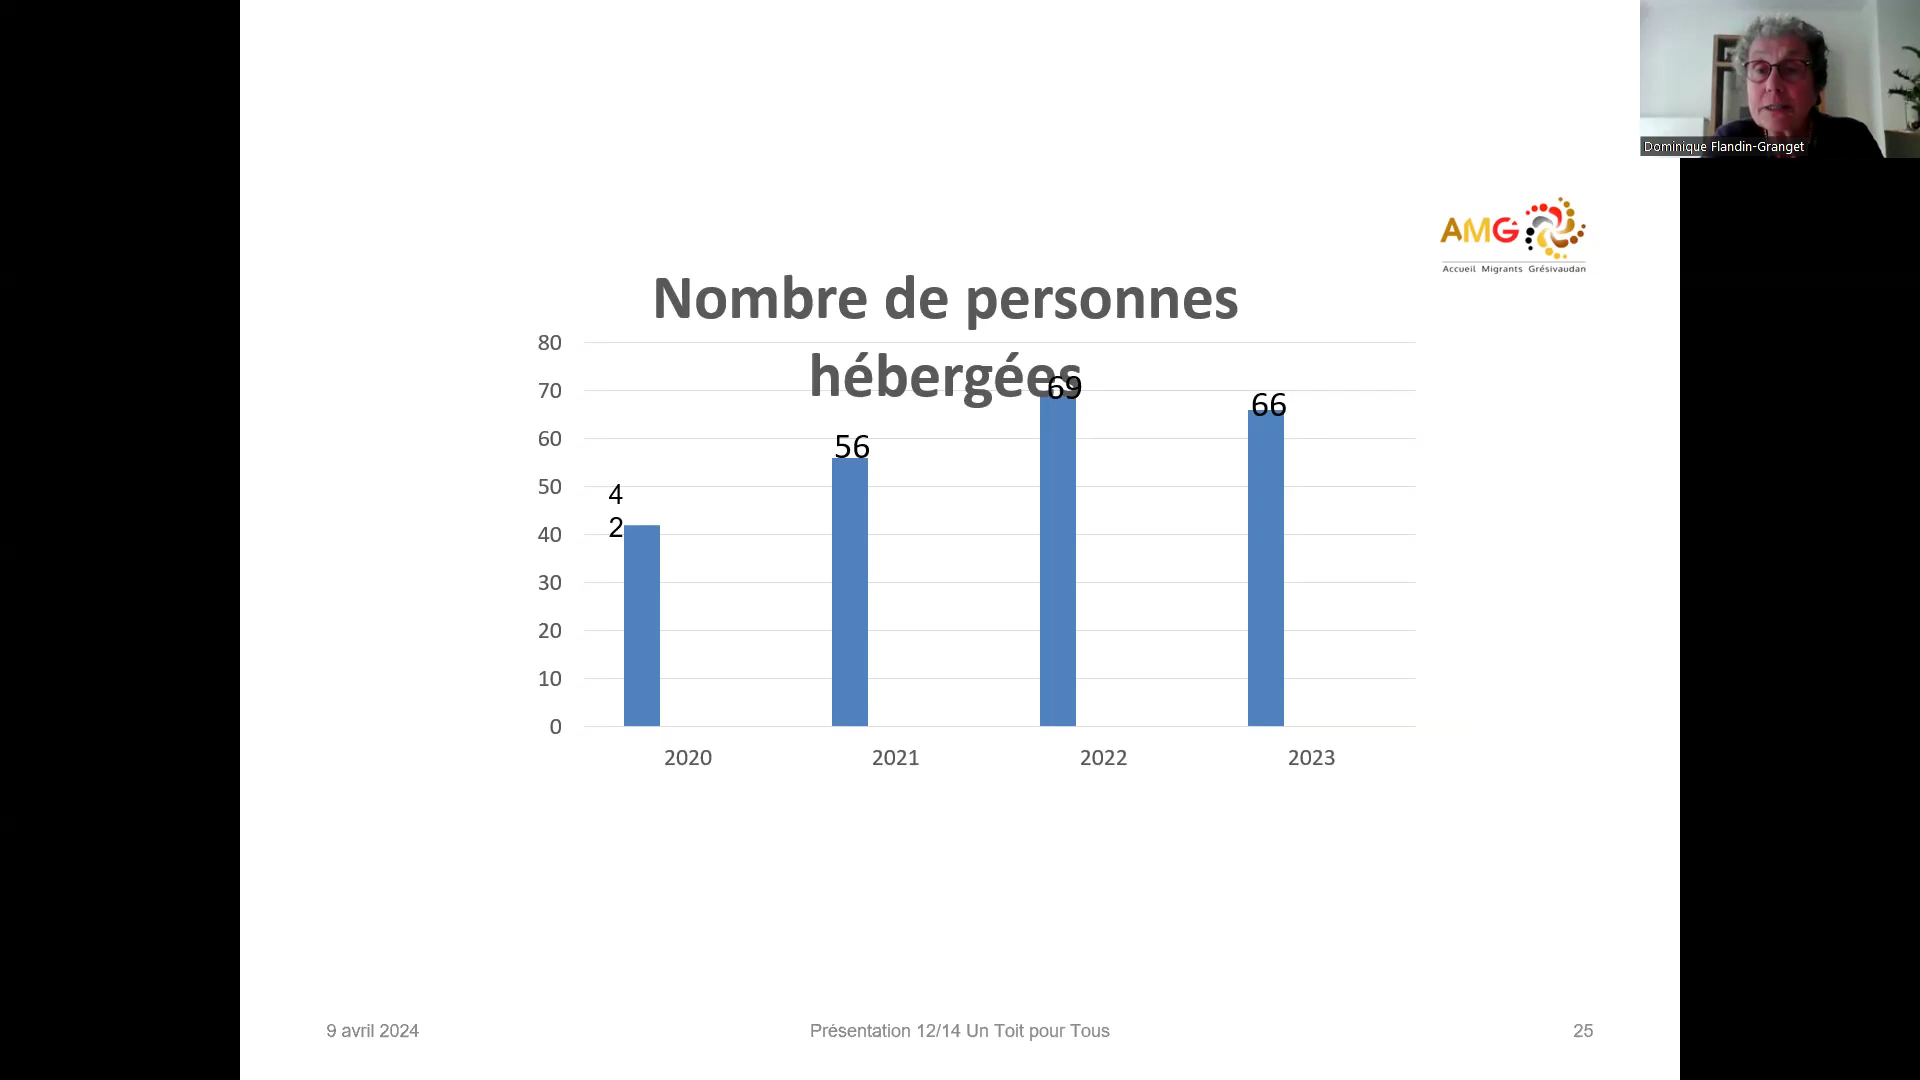 Dominique Flandin-Granget
AMG
Accueil Migrants Grésivaudan
Nombre de personnes
hébergées
80
70
60
50
40
30
20
10
0
4
2
56
69
66
2020
2021
2022
2023
9 avril 2024
Présentation 12/14 Un Toit pour Tous
25